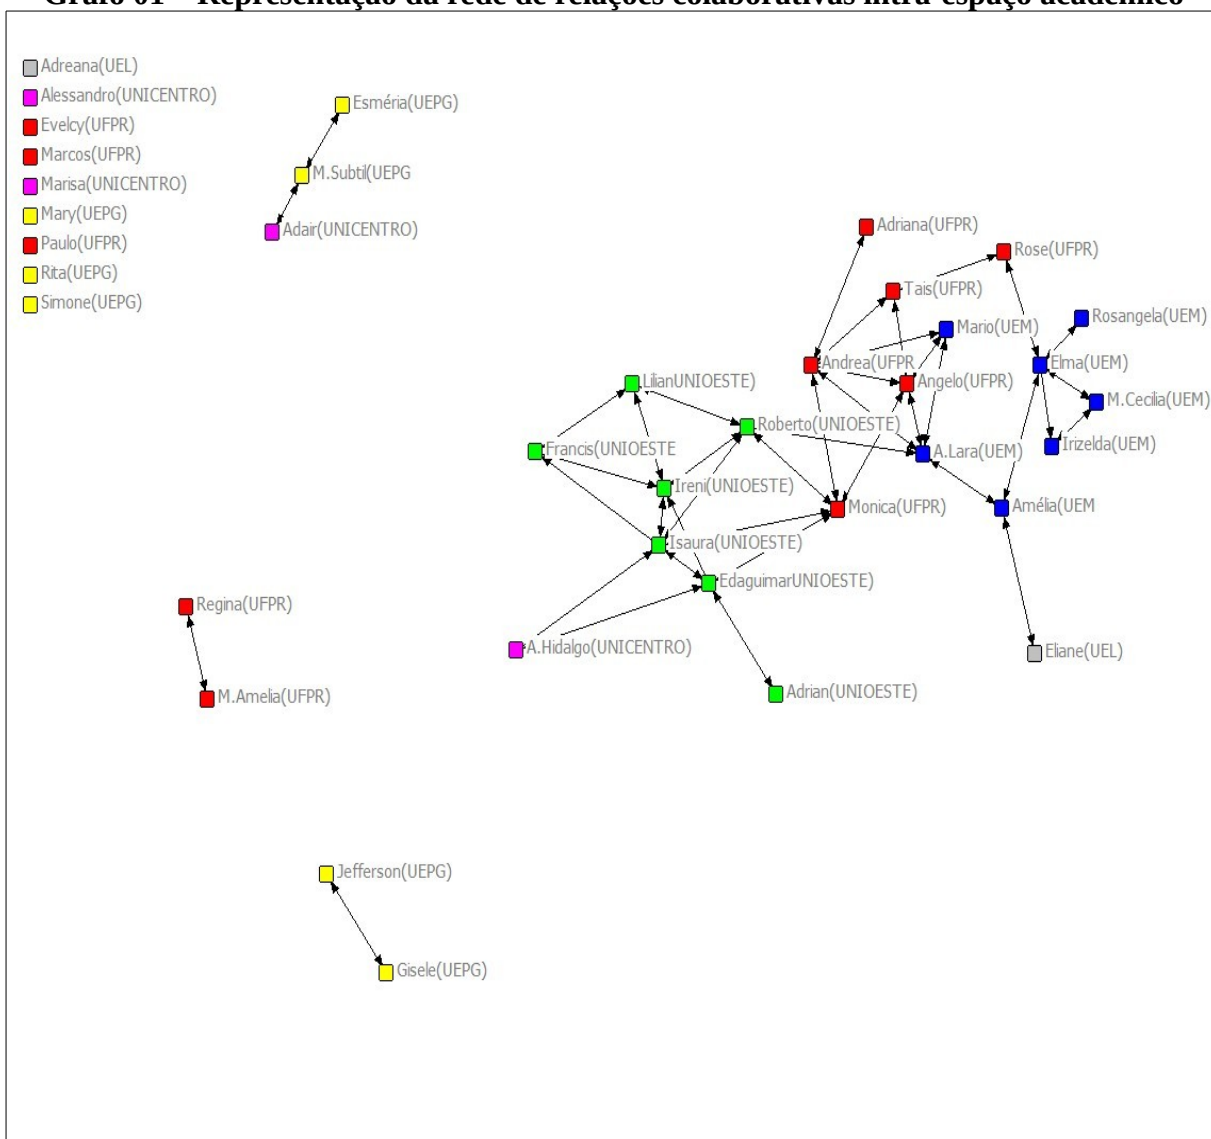 Grafo 01 – Representação da rede de relações colaborativas intra-espaço acadêmico
Adreana(UEL)
Alessandro(UNICENTRO)
Evelcy(UFPR)
Marcos(UFPR)
Marisa(UNICENTRO)
Mary(UEPG)
Paulo(UFPR)
Rita(UEPG)
Simone(UEPG)
Esméria(UEPG)
M.Subtil(UEPG
Adair(UNICENTRO)
Adriana(UFPR)
Rose(UFPR)
Tais(UFPR)
Rosangela(UEM)
Mario(UEM)
Elma(UEM)
Andrea(UFPR
Angelo(UFPR)
LilianUNIOESTE)
M.Cecilia(UEM)
Roberto(UNIOESTE)
Irizelda(UEM)
Francis(UNIOESTE
A.Lara(UEM)
Ireni(UNIOESTE)
Monica(UFPR)
Amélia(UEM
Isaura(UNIOESTE)
EdaguimarUNIOESTE)
Regina(UFPR)
A.Hidalgo(UNICENTRO)
Eliane(UEL)
Adrian(UNIOESTE)
M.Amelia(UFPR)
Jefferson(UEPG)
Gisele(UEPG)